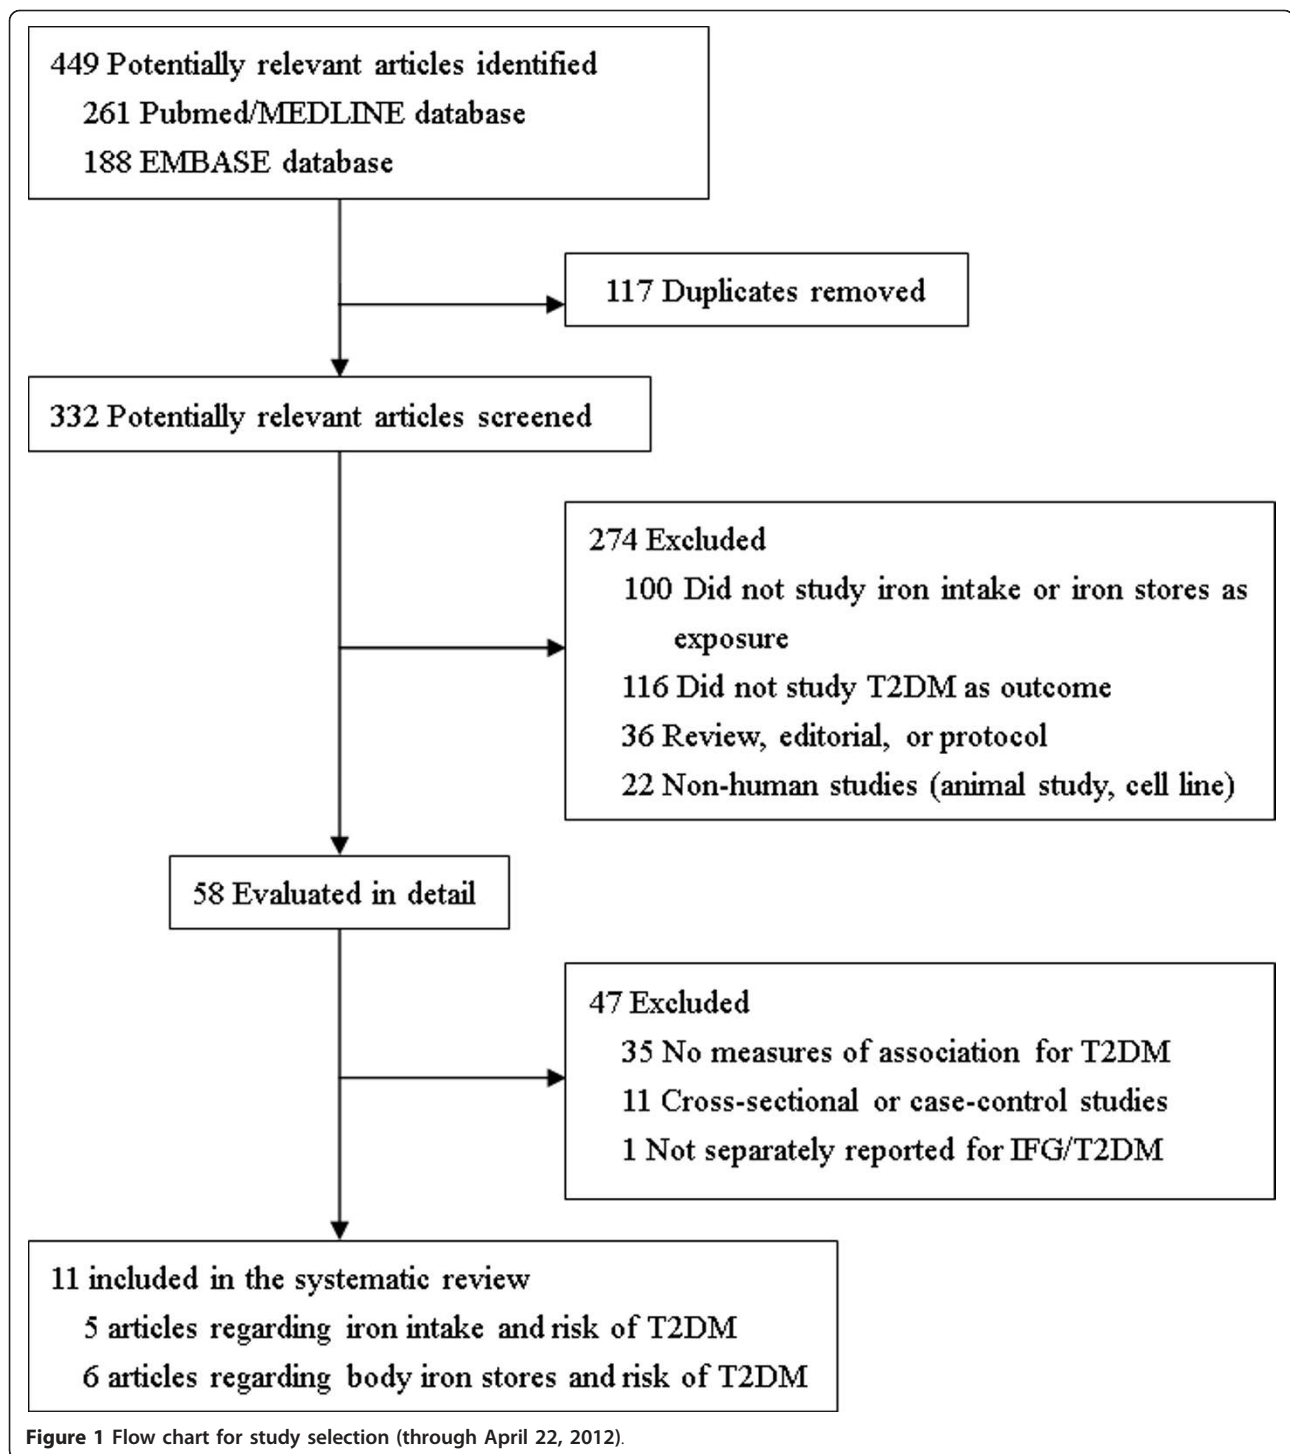 449 Potentially relevant articles identified
261 Pubmed/MEDLINE database
188 EMBASE database
117 Duplicates removed
332 Potentially relevant articles screened
274 Excluded
100 Did not study iron intake or iron stores as
exposure
116 Did not study T2DM as outcome
36 Review, editorial, or protocol
22 Non-human studies (animal study, cell line)
58 Evaluated in detail
47 Excluded
35 No measures of association for T2DM
11 Cross-sectional or case-control studies
1 Not separately reported for IFG/T2DM
11 included in the systematic review
5 articles regarding iron intake and risk of T2DM
6 articles regarding body iron stores and risk of T2DM
Figure 1 Flow chart for study selection (through April 22, 2012).